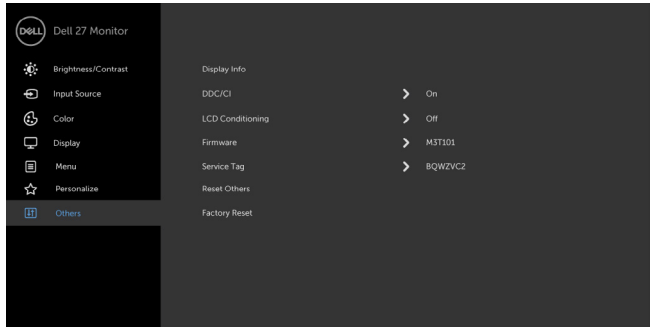 DELL Dell 27 Monitor
Brightness/Contrast
Display Info
Input Source
DDC/CI On
Color
LCD Conditioning Off
Display
Firmware M3T101
Menu
Service Tag BQWZVC2
Personalize
Reset Others
Others
Factory Reset